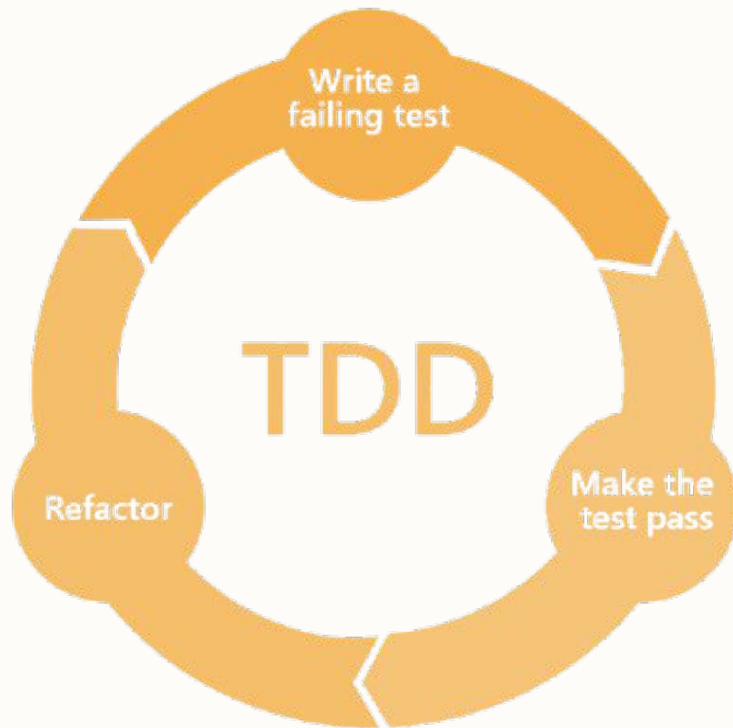 Write a
failing test
TDD
Refactor
Make the
test pass